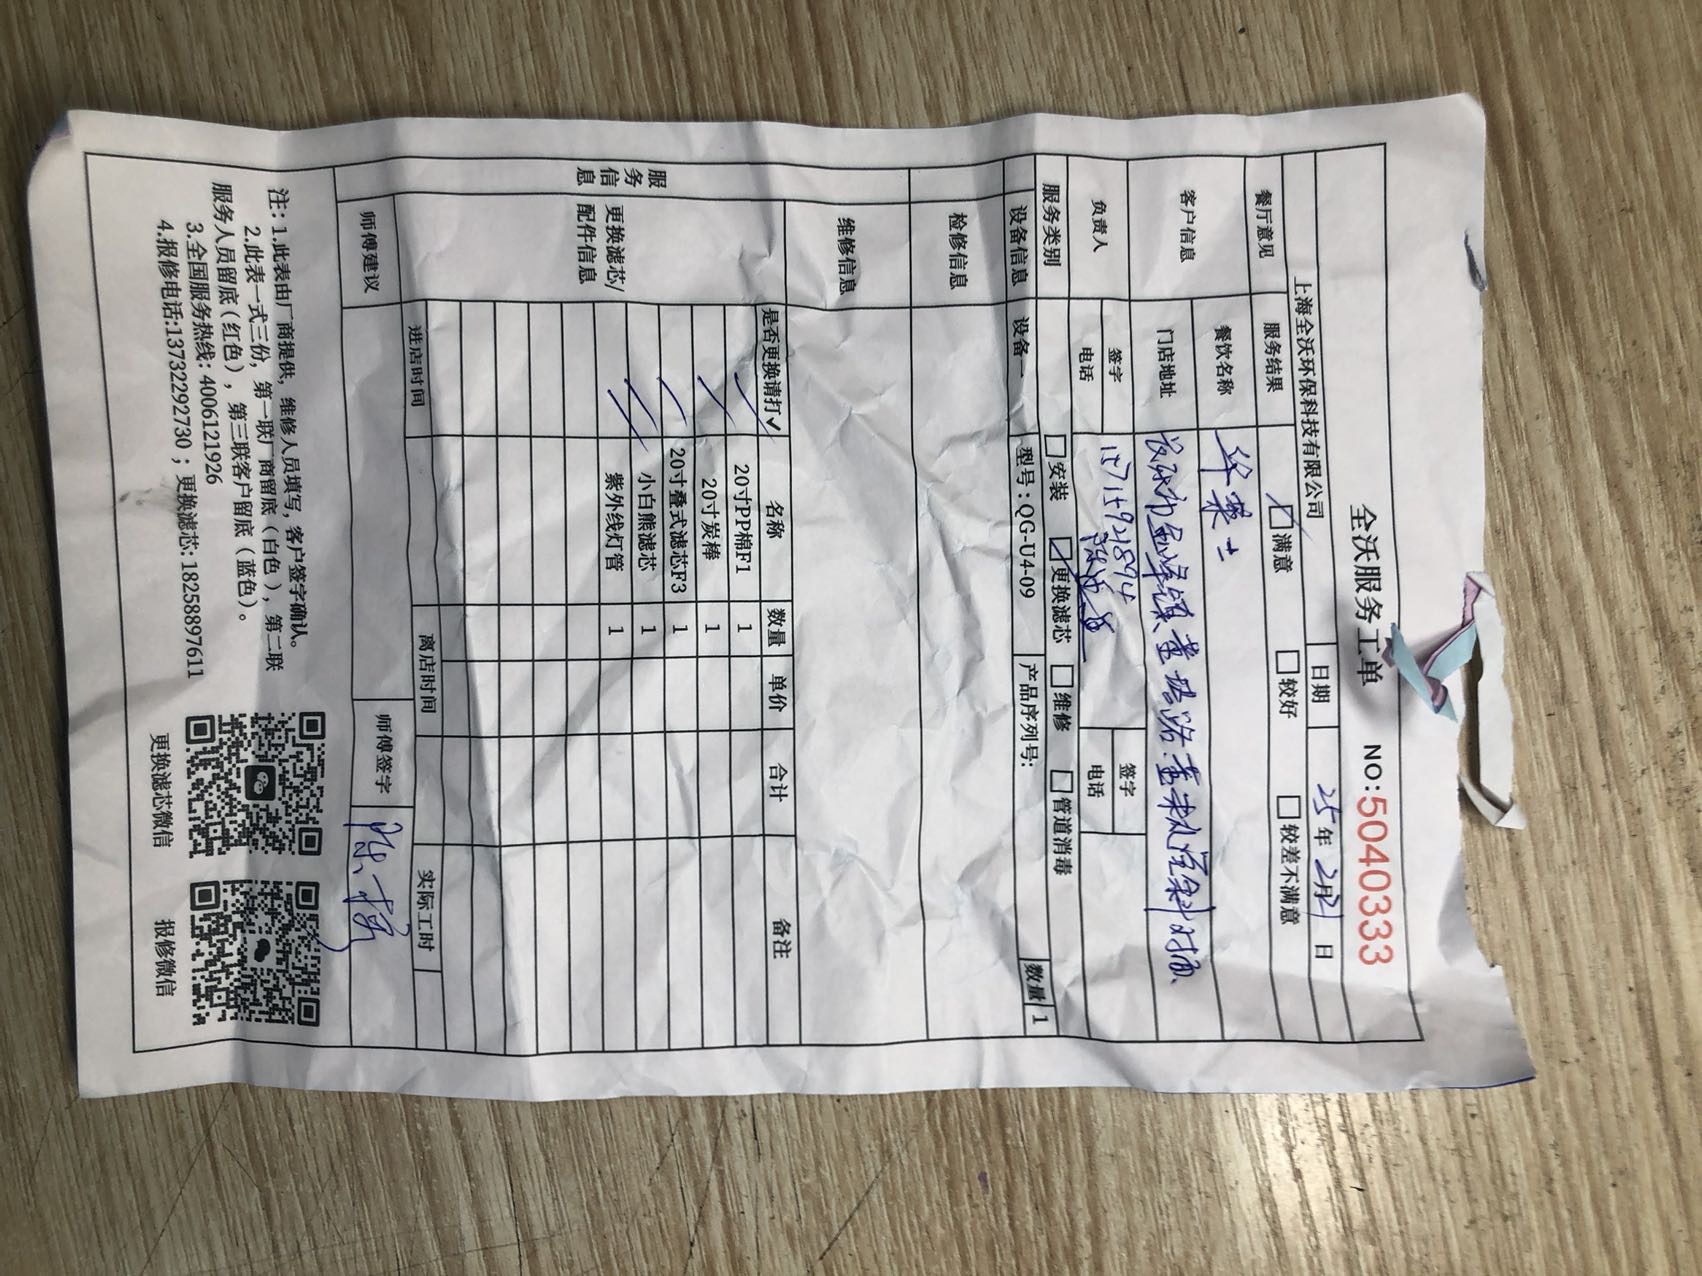 全沃服务工单 NO:5040333
上海全沃环保科技有限公司 日期 25年2月21日
餐厅意见 服务结果 ☑满意 □较好 □较差不满意
客户信息 餐饮名称 华莱士
门店地址
负责人 签字 签字
电话 15715921894 电话
服务类别 □安装 ☑更换滤芯 □维修 □管道消毒
设备信息 设备一 型号:QG-U4-09 产品序列号: 数量 1
服务信息
检修信息
维修信息
更换滤芯/配件信息
是否更换请打✓ 名称 数量 单价 合计 备注
✓ 20寸PP棉F1 1
✓ 20寸炭棒 1
✓ 20寸叠式滤芯F3 1
✓ 小白熊滤芯 1
✓ 紫外线灯管 1
进店时间 离店时间 实际工时
师傅建议 师傅签字
注: 1.此表由厂商提供, 维修人员填写, 客户签字确认。
2.此表一式三份, 第一联厂商留底(白色), 第二联
服务人员留底(红色), 第三联客户留底(蓝色)。
3.全国服务热线: 4006121926
4.报修电话:13732292730 ; 更换滤芯: 18258897611
更换滤芯微信 报修微信